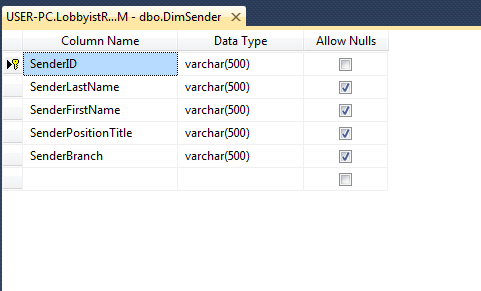 USER-PC.LobbyistR...M - dbo.DimSender
Column Name Data Type Allow Nulls
SenderID varchar(500)
SenderLastName varchar(500)
SenderFirstName varchar(500)
SenderPositionTitle varchar(500)
SenderBranch varchar(500)